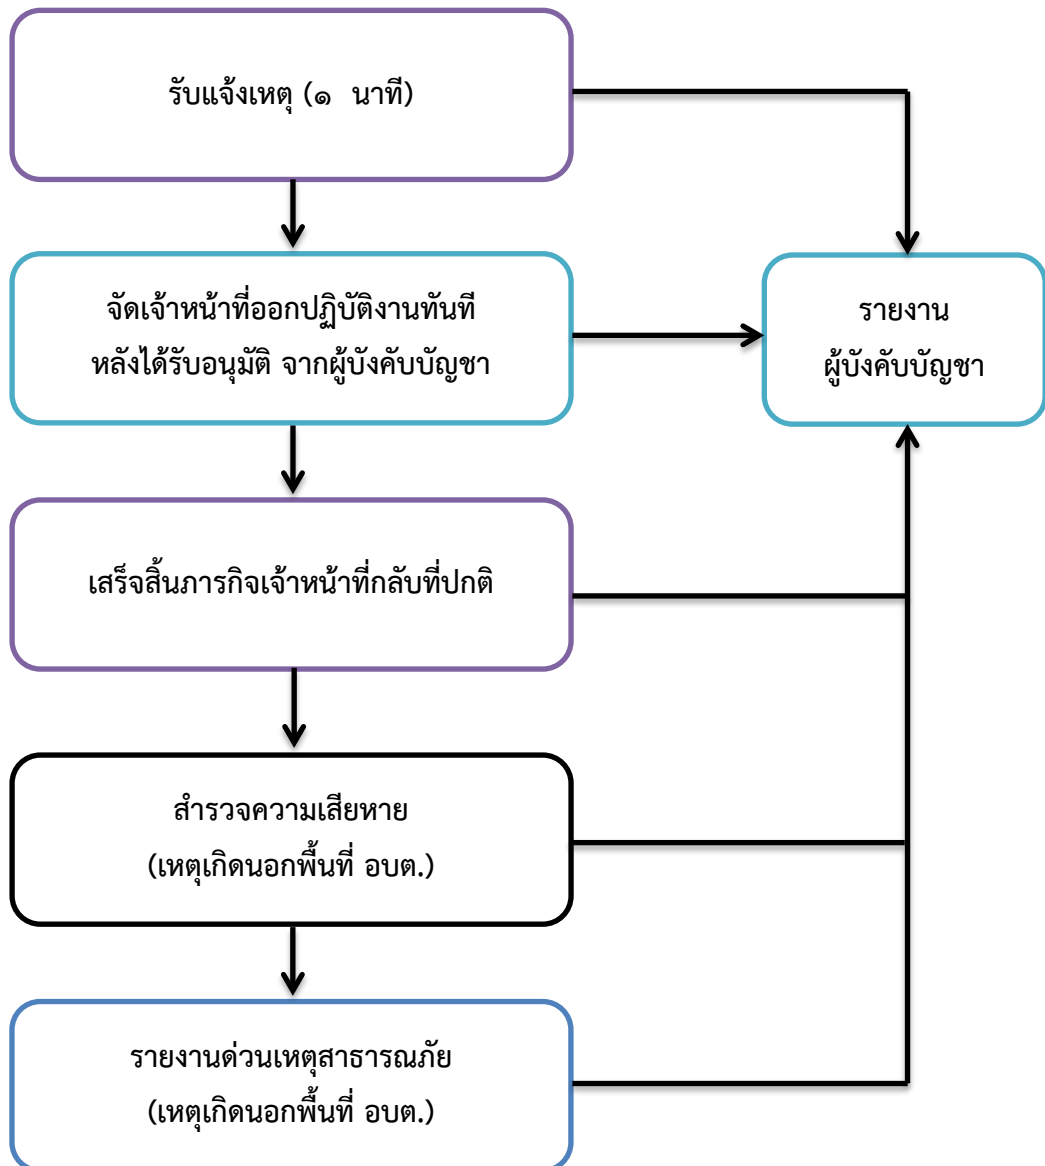 รับแจ้งเหตุ (๑ นาที)
จัดเจ้าหน้าที่ออกปฏิบัติงานทันที
หลังได้รับอนุมัติ จากผู้บังคับบัญชา
รายงาน
ผู้บังคับบัญชา
เสร็จสิ้นภารกิจเจ้าหน้าที่กลับที่ปกติ
สำรวจความเสียหาย
(เหตุเกิดนอกพื้นที่ อบต.)
รายงานด่วนเหตุสาธารณภัย
(เหตุเกิดนอกพื้นที่ อบต.)